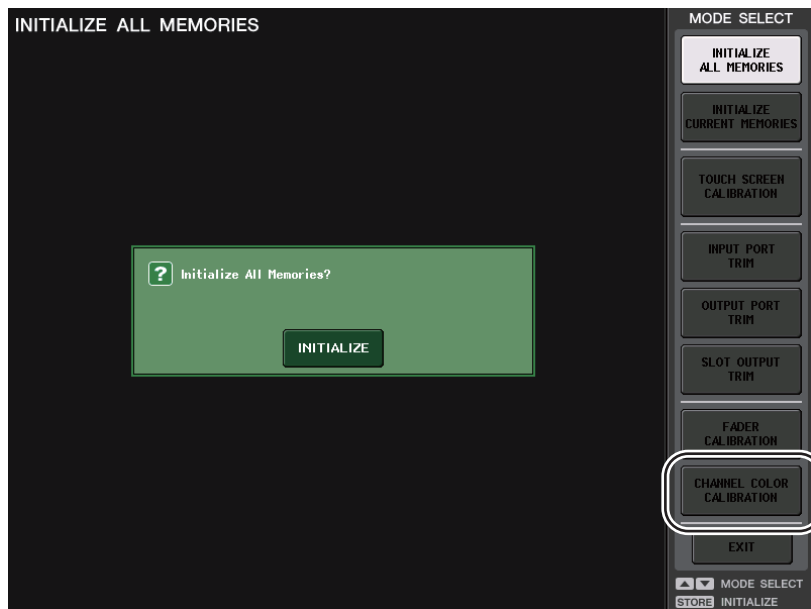 INITIALIZE ALL MEMORIES
? Initialize All Memories?
INITIALIZE
MODE SELECT
INITIALIZE
ALL MEMORIES
INITIALIZE
CURRENT MEMORIES
TOUCH SCREEN
CALIBRATION
INPUT PORT
TRIM
OUTPUT PORT
TRIM
SLOT OUTPUT
TRIM
FADER
CALIBRATION
CHANNEL COLOR
CALIBRATION
EXIT
MODE SELECT
STORE INITIALIZE